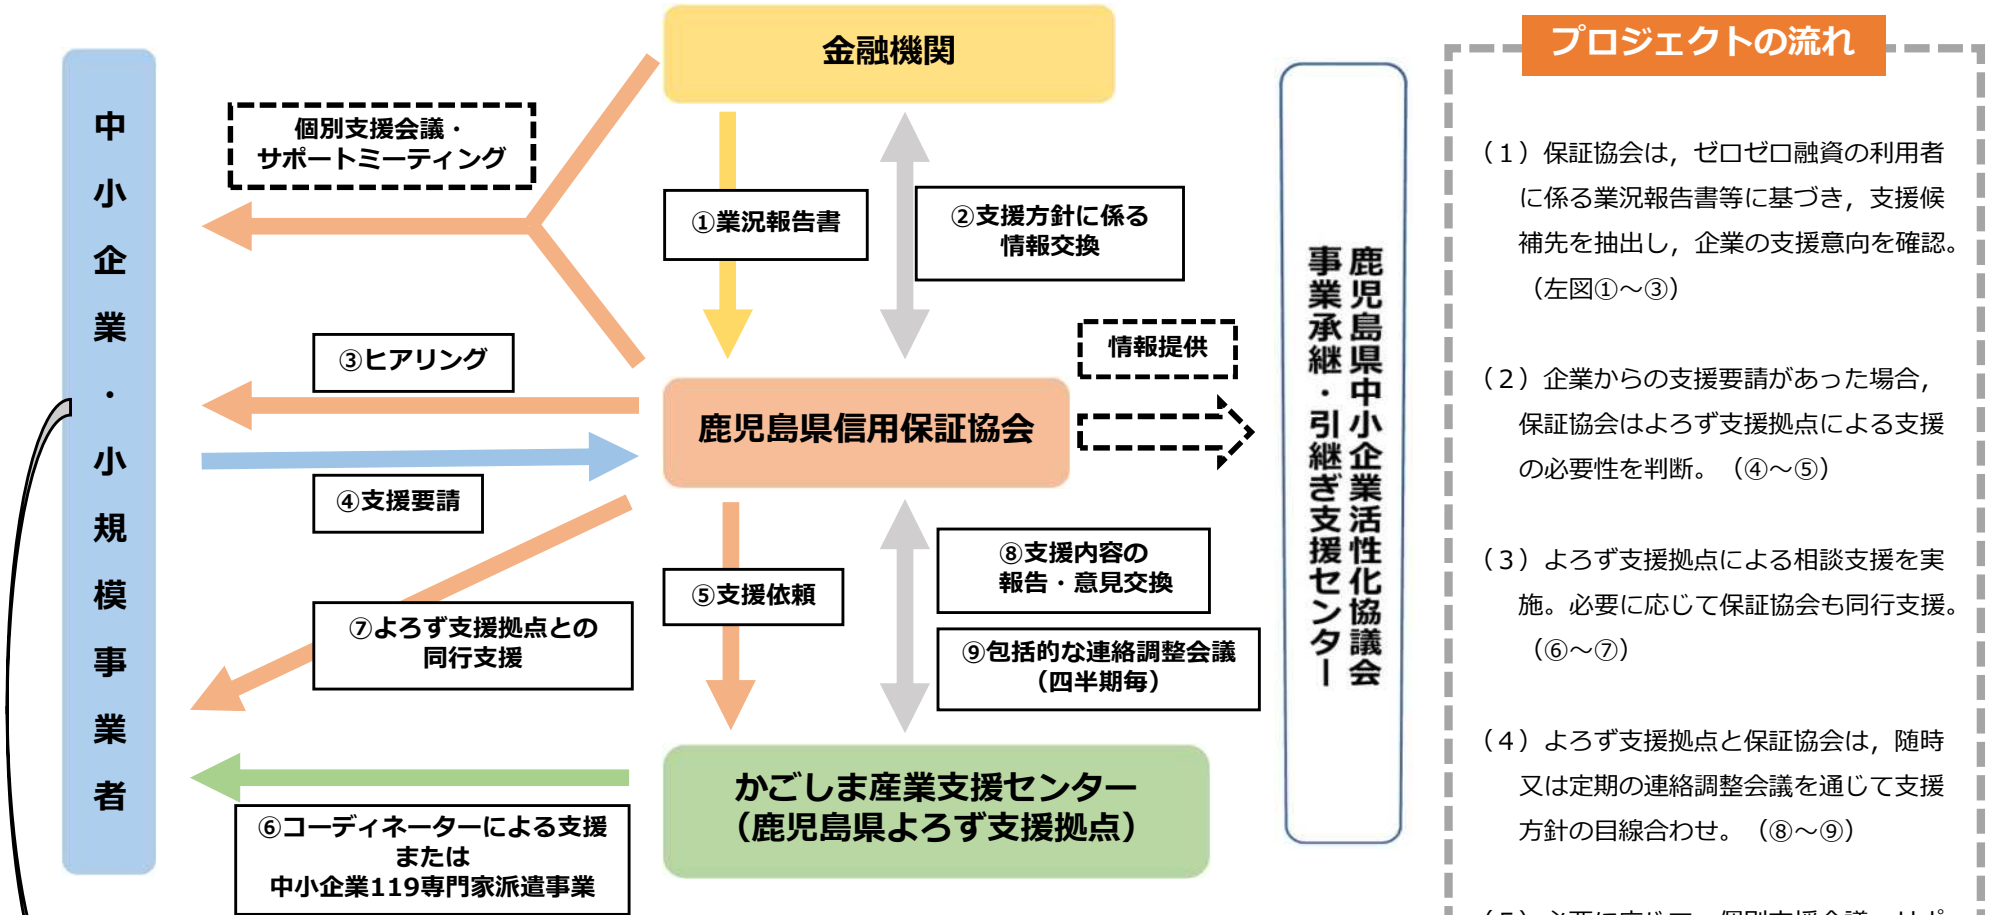 中小企業・小規模事業者
金融機関
個別支援会議・
サポートミーティング
①業況報告書
②支援方針に係る
情報交換
③ヒアリング
鹿児島県信用保証協会
情報提供
④支援要請
⑤支援依頼
⑧支援内容の
報告・意見交換
⑦よろず支援拠点との
同行支援
⑨包括的な連絡調整会議
（四半期毎）
かごしま産業支援センター
（鹿児島県よろず支援拠点）
⑥コーディネーターによる支援
または
中小企業119専門家派遣事業
鹿児島県中小企業活性化協議会
事業承継・引継ぎ支援センター
プロジェクトの流れ
（１）保証協会は，ゼロゼロ融資の利用者
に係る業況報告書等に基づき，支援候
補先を抽出し，企業の支援意向を確認。
（左図①～③）
（２）企業からの支援要請があった場合，
保証協会はよろず支援拠点による支援
の必要性を判断。（④～⑤）
（３）よろず支援拠点による相談支援を実
施。必要に応じて保証協会も同行支援。
（⑥～⑦）
（４）よろず支援拠点と保証協会は，随時
又は定期の連絡調整会議を通じて支援
方針の目線合わせ。（⑧～⑨）